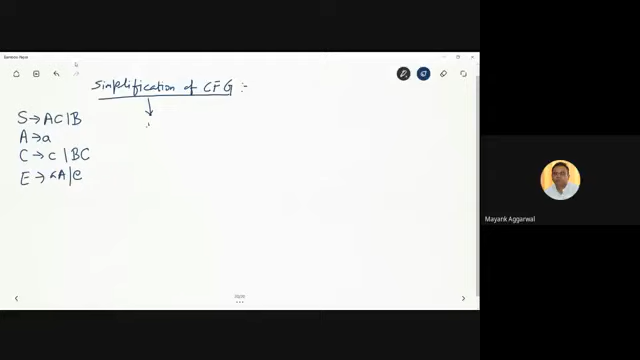 Simplification of CFG :-
S → AC | B
A → a
C → c | BC
E → aA | e
Mayank Aggarwal